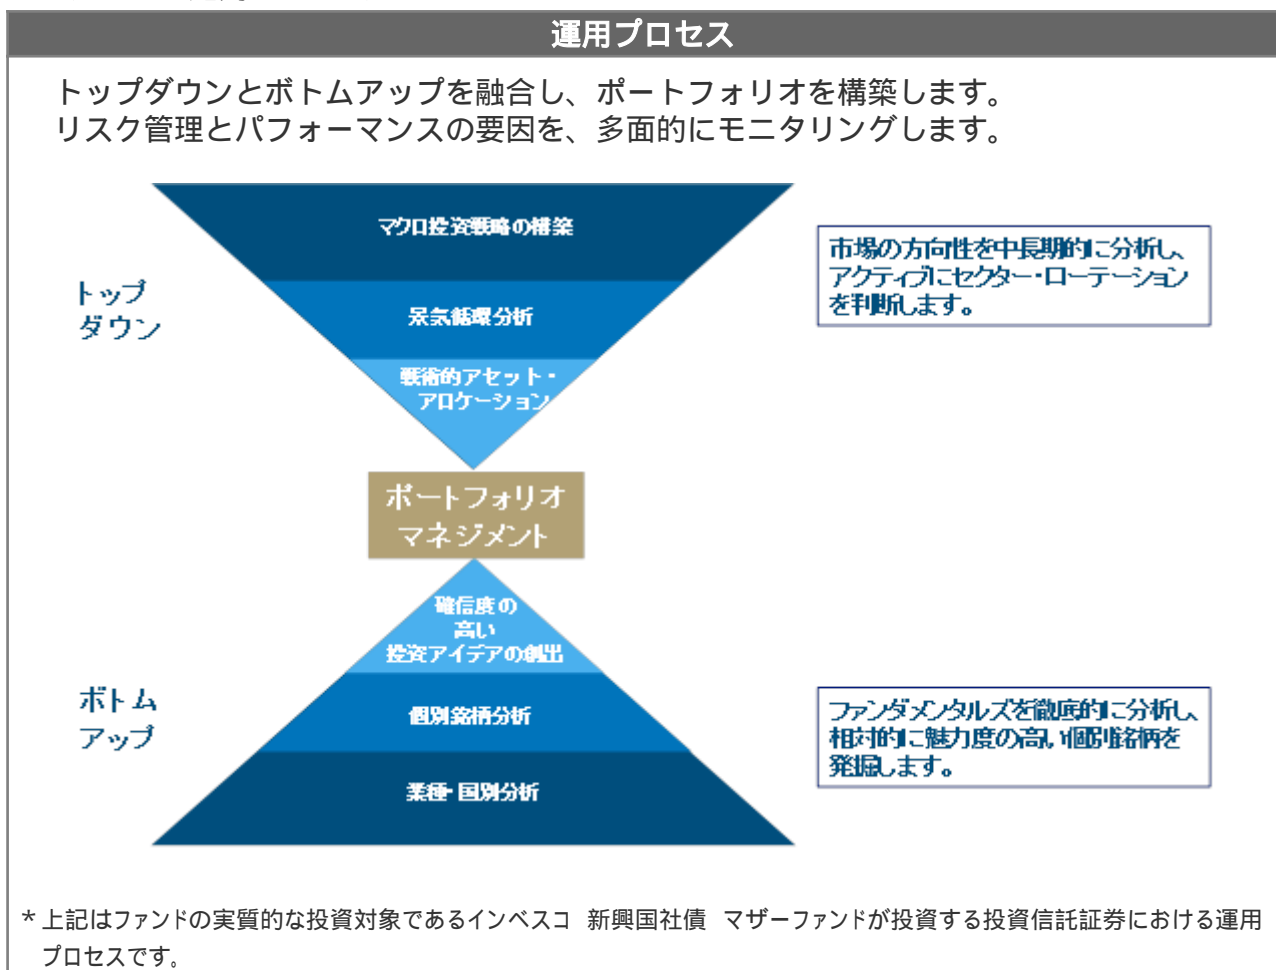 運用プロセス
トップダウンとボトムアップを融合し、ポートフォリオを構築します。
リスク管理とパフォーマンスの要因を、多面的にモニタリングします。
マクロ投資戦略の構築
トップ
ダウン
景気循環分析
戦術的アセット・
アロケーション
市場の方向性を中長期的に分析し、
アクティブにセクター・ローテーション
を判断します。
ポートフォリオ
マネジメント
確信度の
高い
投資アイデアの創出
ボトム
アップ
個別銘柄分析
業種・国別分析
ファンダメンタルズを徹底的に分析し、
相対的に魅力度の高い個別銘柄を
発掘します。
* 上記はファンドの実質的な投資対象であるインベスコ 新興国社債 マザーファンドが投資する投資信託証券における運用
プロセスです。